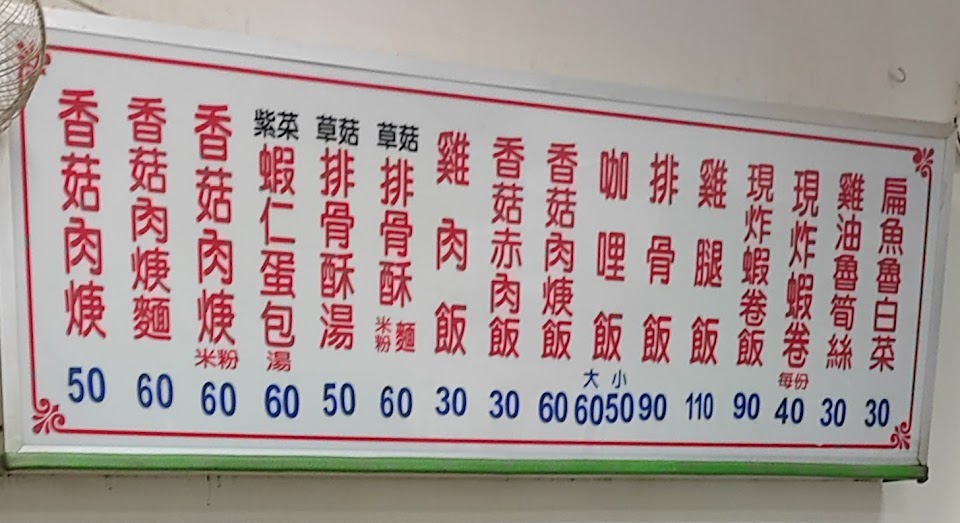 香菇肉焿 50
香菇肉焿麵 60
香菇肉焿米粉 60
紫菜蝦仁蛋包湯 60
草菇排骨酥湯 50
草菇排骨酥米粉麵 60
雞肉飯 30
香菇赤肉飯 30
香菇肉焿飯 60
咖哩飯 大60 小50
排骨飯 90
雞腿飯 110
現炸蝦卷飯 90
現炸蝦卷每份 40
雞油魯筍絲 30
扁魚魯白菜 30